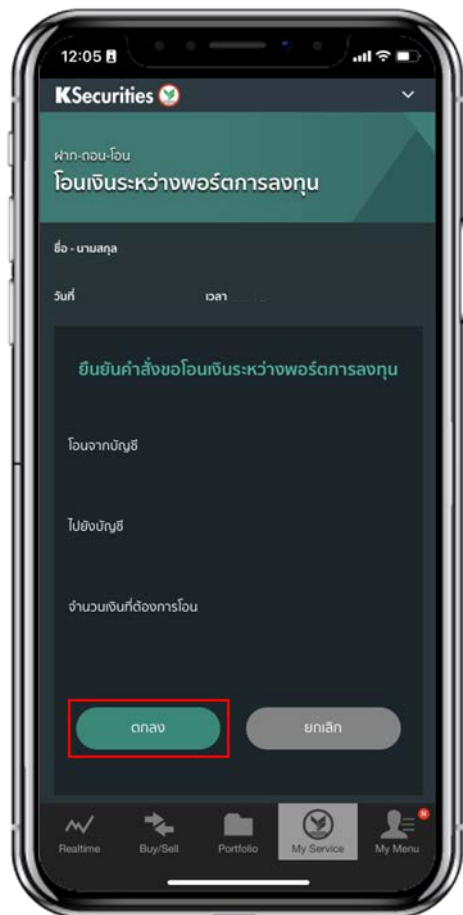 12:05
KSecurities
ฝาก-ถอน-โอน
โอนเงินระหว่างพอร์ตการลงทุน
ชื่อ - นามสกุล
วันที่ เวลา
ยืนยันคำสั่งขอโอนเงินระหว่างพอร์ตการลงทุน
โอนจากบัญชี
ไปยังบัญชี
จำนวนเงินที่ต้องการโอน
ตกลง ยกเลิก
N
Realtime Buy/Sell Portfolio My Service My Menu